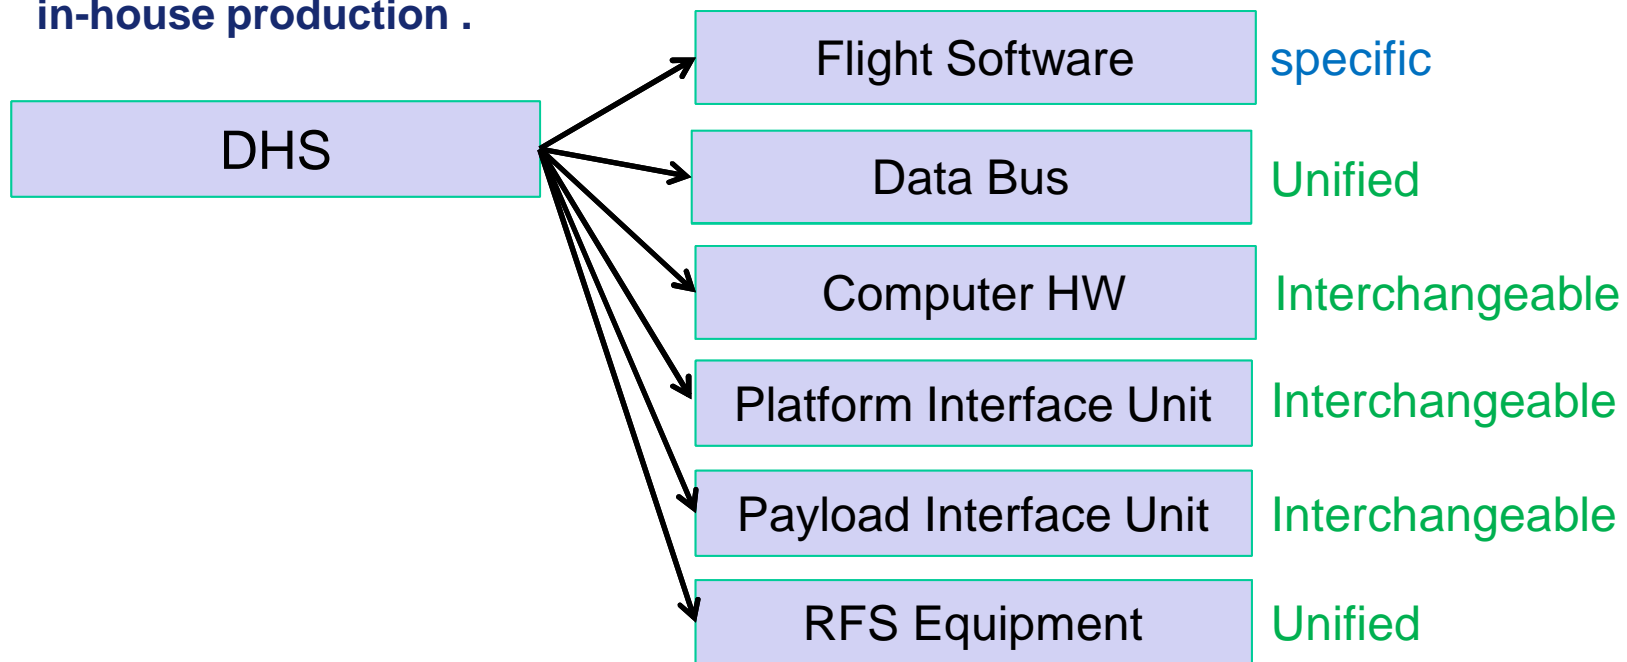 in-house production .
Flight Software specific
DHS
Data Bus Unified
Computer HW Interchangeable
Platform Interface Unit Interchangeable
Payload Interface Unit Interchangeable
RFS Equipment Unified